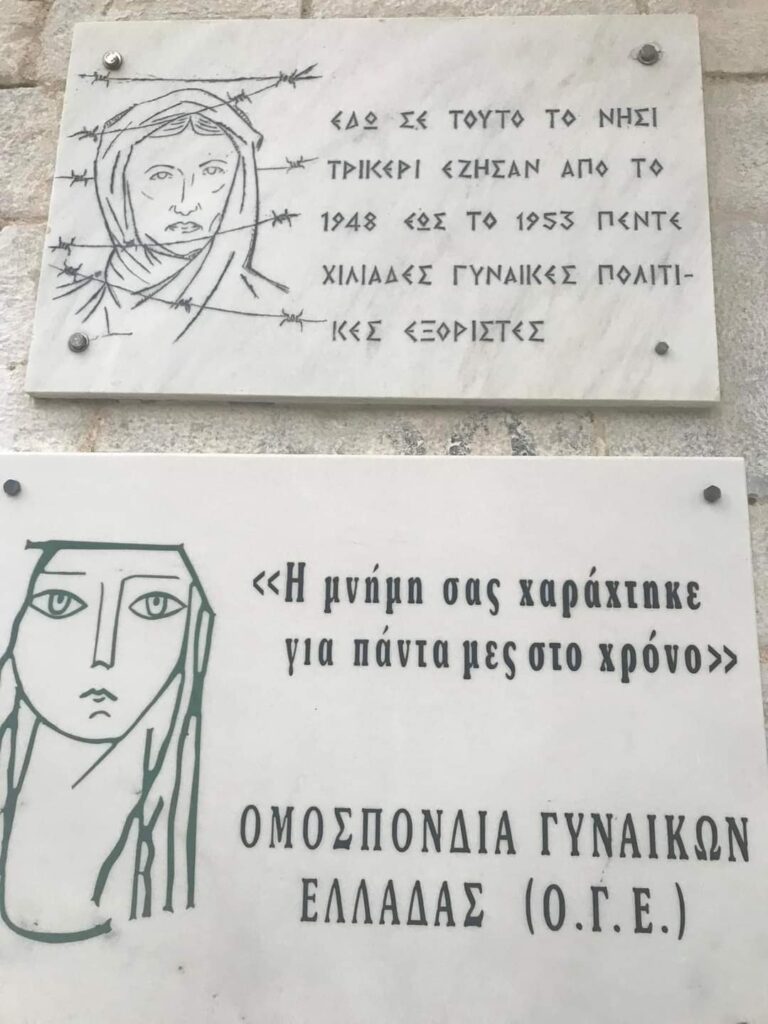 ΕΔΩ ΣΕ ΤΟΥΤΟ ΤΟ ΝΗΣΙ
ΤΡΙΚΕΡΙ ΕΖΗΣΑΝ ΑΠΟ ΤΟ
1948 ΕΩΣ ΤΟ 1953 ΠΕΝΤΕ
ΧΙΛΙΑΔΕΣ ΓΥΝΑΙΚΕΣ ΠΟΛΙΤΙ-
ΚΕΣ ΕΞΟΡΙΣΤΕΣ
«Η μνήμη σας χαράχτηκε
για πάντα μες στο χρόνο»
ΟΜΟΣΠΟΝΔΙΑ ΓΥΝΑΙΚΩΝ
ΕΛΛΑΔΑΣ (Ο.Γ.Ε.)